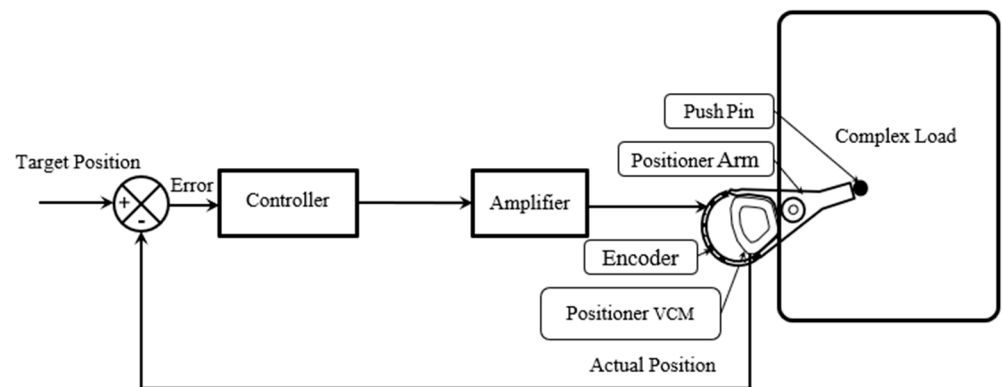 Push Pin
Complex Load
Target Position
Positioner Arm
Error
+
-
Controller
Amplifier
Encoder
Positioner VCM
Actual Position